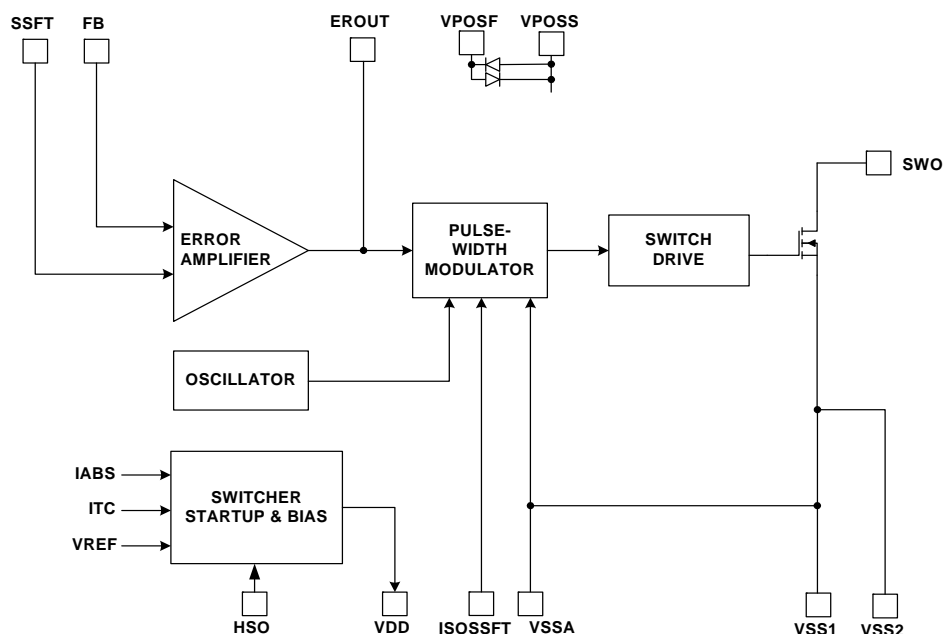 SSFT
FB
EROUT
VPOSF
VPOSS
SWO
ERROR
AMPLIFIER
PULSE-
WIDTH
MODULATOR
SWITCH
DRIVE
OSCILLATOR
IABS
ITC
VREF
SWITCHER
STARTUP & BIAS
HSO
VDD
ISOSSFT
VSSA
VSS1
VSS2